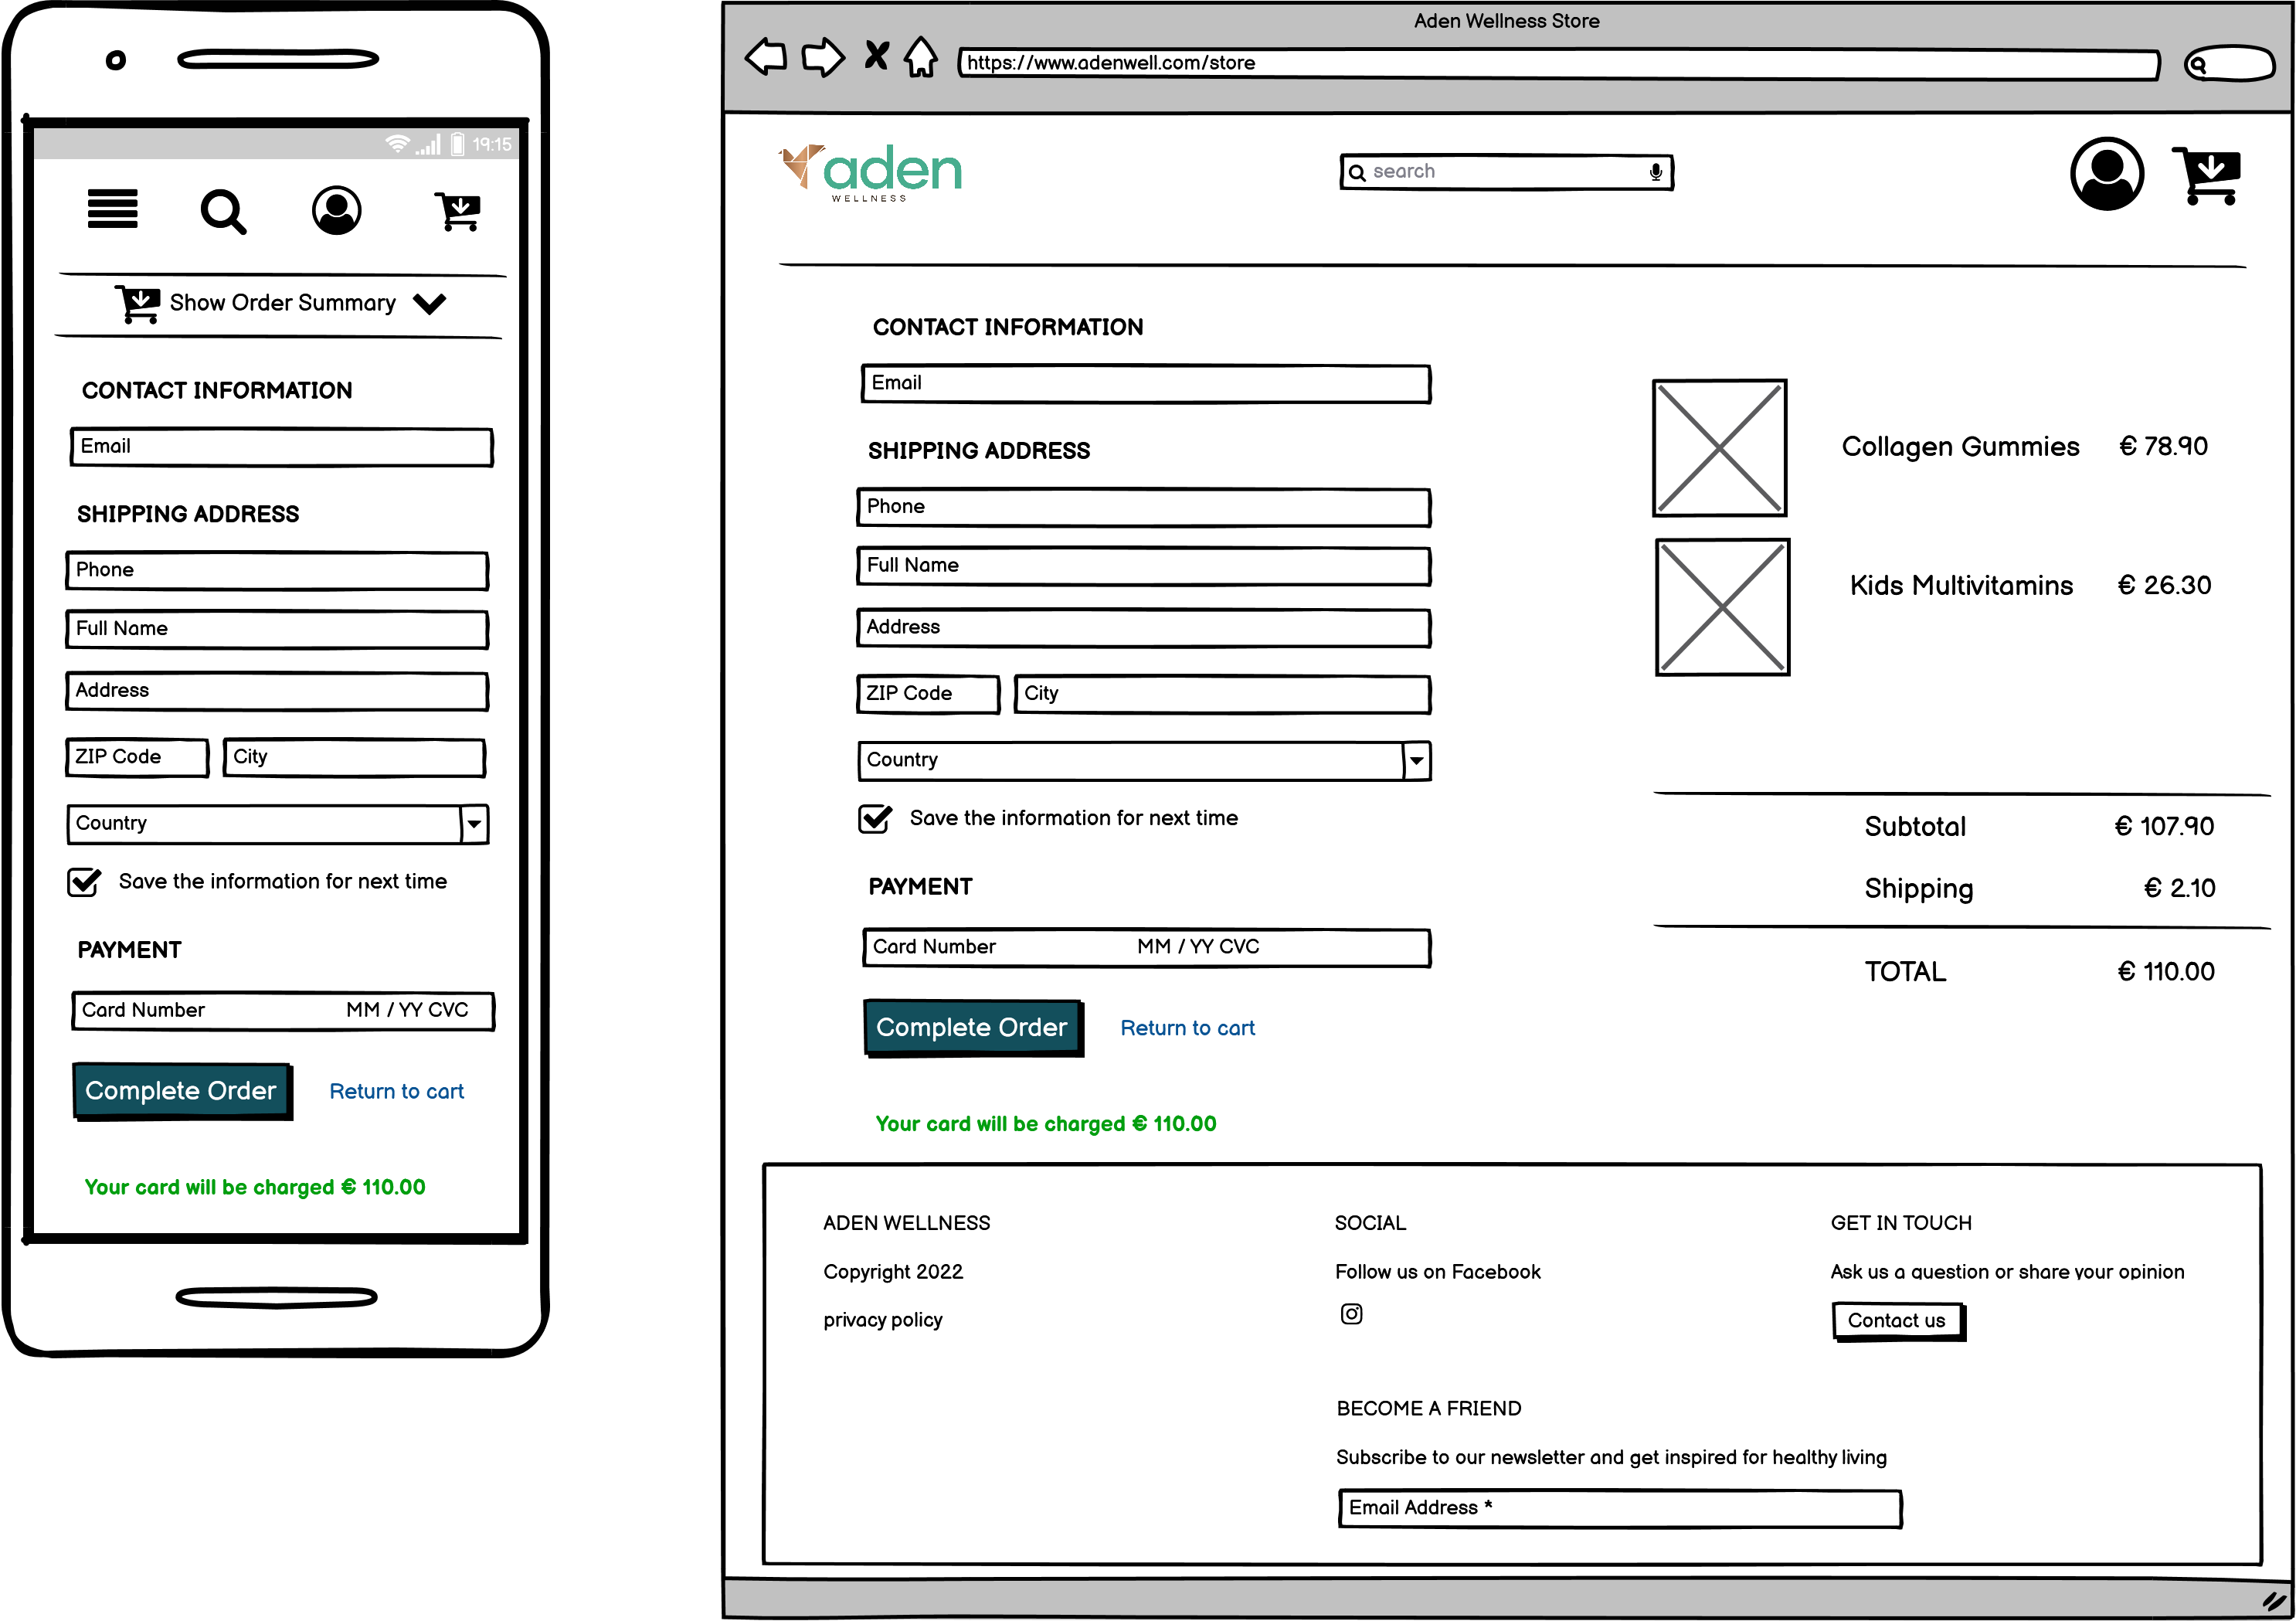 19:15
Show Order Summary
CONTACT INFORMATION
Email
SHIPPING ADDRESS
Phone
Full Name
Address
ZIP Code City
Country
Save the information for next time
PAYMENT
Card Number MM / YY CVC
Complete Order Return to cart
Your card will be charged € 110.00
Aden Wellness Store
https://www.adenwell.com/store
aden
WELLNESS
search
CONTACT INFORMATION
Email
SHIPPING ADDRESS
Phone
Full Name
Address
ZIP Code City
Country
Save the information for next time
PAYMENT
Card Number MM / YY CVC
Complete Order Return to cart
Your card will be charged € 110.00
Collagen Gummies € 78.90
Kids Multivitamins € 26.30
Subtotal € 107.90
Shipping € 2.10
TOTAL € 110.00
ADEN WELLNESS
Copyright 2022
privacy policy
SOCIAL
Follow us on Facebook
GET IN TOUCH
Ask us a question or share your opinion
Contact us
BECOME A FRIEND
Subscribe to our newsletter and get inspired for healthy living
Email Address *